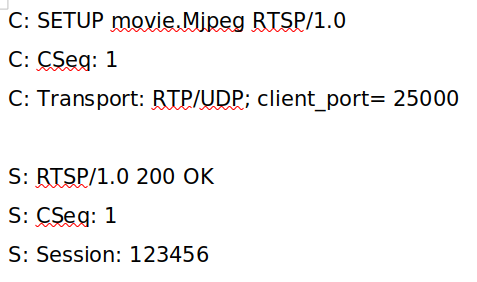 C: SETUP movie.Mjpeg RTSP/1.0
C: CSeq: 1
C: Transport: RTP/UDP; client_port= 25000
S: RTSP/1.0 200 OK
S: CSeq: 1
S: Session: 123456